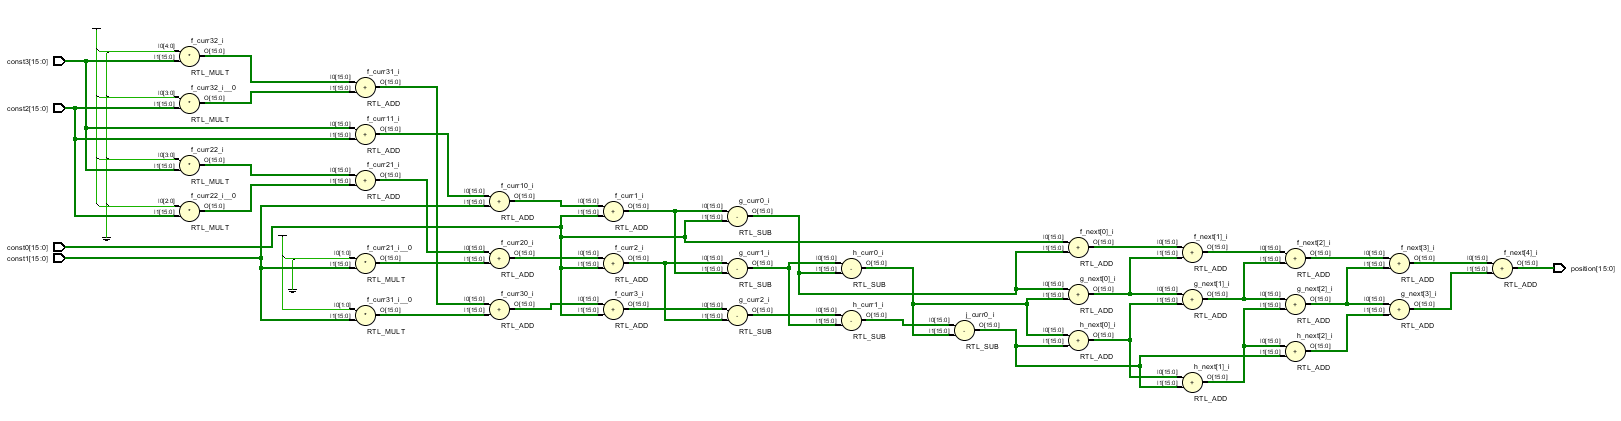 const3[15:0]
const2[15:0]
const0[15:0]
const1[15:0]
f_curr32_i
I0[4:0]
I1[15:0]
O[15:0]
RTL_MULT
f_curr32_i__0
I0[3:0]
I1[15:0]
O[15:0]
RTL_MULT
f_curr22_i
I0[3:0]
I1[15:0]
O[15:0]
RTL_MULT
f_curr22_i__0
I0[2:0]
I1[15:0]
O[15:0]
RTL_MULT
f_curr31_i
I0[15:0]
I1[15:0]
O[15:0]
RTL_ADD
f_curr11_i
I0[15:0]
I1[15:0]
O[15:0]
RTL_ADD
f_curr21_i
I0[15:0]
I1[15:0]
O[15:0]
RTL_ADD
f_curr21_i__0
I0[1:0]
I1[15:0]
O[15:0]
RTL_MULT
f_curr31_i__0
I0[1:0]
I1[15:0]
O[15:0]
RTL_MULT
f_curr10_i
I0[15:0]
I1[15:0]
O[15:0]
RTL_ADD
f_curr20_i
I0[15:0]
I1[15:0]
O[15:0]
RTL_ADD
f_curr30_i
I0[15:0]
I1[15:0]
O[15:0]
RTL_ADD
f_curr1_i
I0[15:0]
I1[15:0]
O[15:0]
RTL_ADD
f_curr2_i
I0[15:0]
I1[15:0]
O[15:0]
RTL_ADD
f_curr3_i
I0[15:0]
I1[15:0]
O[15:0]
RTL_ADD
g_curr0_i
I0[15:0]
I1[15:0]
O[15:0]
RTL_SUB
g_curr1_i
I0[15:0]
I1[15:0]
O[15:0]
RTL_SUB
g_curr2_i
I0[15:0]
I1[15:0]
O[15:0]
RTL_SUB
h_curr0_i
I0[15:0]
I1[15:0]
O[15:0]
RTL_SUB
h_curr1_i
I0[15:0]
I1[15:0]
O[15:0]
RTL_SUB
j_curr0_i
I0[15:0]
I1[15:0]
O[15:0]
RTL_SUB
f_next[0]_i
I0[15:0]
I1[15:0]
O[15:0]
RTL_ADD
g_next[0]_i
I0[15:0]
I1[15:0]
O[15:0]
RTL_ADD
h_next[0]_i
I0[15:0]
I1[15:0]
O[15:0]
RTL_ADD
f_next[1]_i
I0[15:0]
I1[15:0]
O[15:0]
RTL_ADD
g_next[1]_i
I0[15:0]
I1[15:0]
O[15:0]
RTL_ADD
h_next[1]_i
I0[15:0]
I1[15:0]
O[15:0]
RTL_ADD
f_next[2]_i
I0[15:0]
I1[15:0]
O[15:0]
RTL_ADD
g_next[2]_i
I0[15:0]
I1[15:0]
O[15:0]
RTL_ADD
h_next[2]_i
I0[15:0]
I1[15:0]
O[15:0]
RTL_ADD
f_next[3]_i
I0[15:0]
I1[15:0]
O[15:0]
RTL_ADD
g_next[3]_i
I0[15:0]
I1[15:0]
O[15:0]
RTL_ADD
f_next[4]_i
I0[15:0]
I1[15:0]
O[15:0]
RTL_ADD
position[15:0]